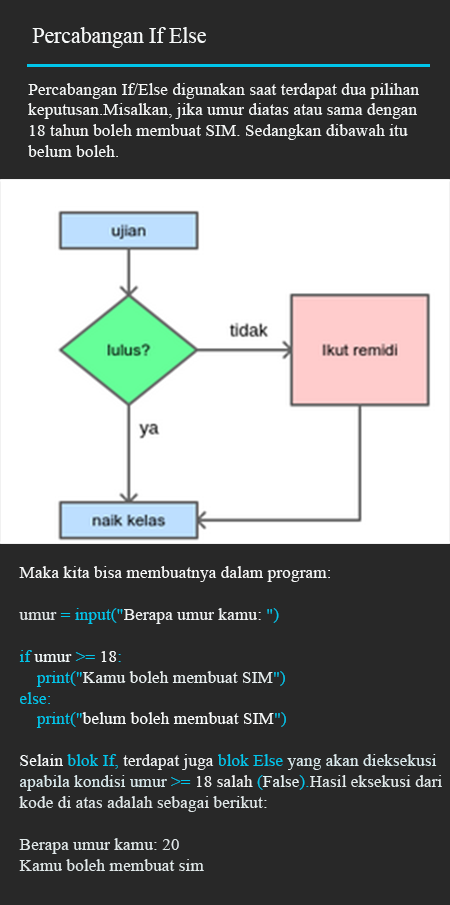 Percabangan If Else
Percabangan If/Else digunakan saat terdapat dua pilihan
keputusan.Misalkan, jika umur diatas atau sama dengan
18 tahun boleh membuat SIM. Sedangkan dibawah itu
belum boleh.
ujian
lulus?
tidak
Ikut remidi
ya
naik kelas
Maka kita bisa membuatnya dalam program:
umur = input("Berapa umur kamu: ")
if umur >= 18:
    print("Kamu boleh membuat SIM")
else:
    print("belum boleh membuat SIM")
Selain blok If, terdapat juga blok Else yang akan dieksekusi
apabila kondisi umur >= 18 salah (False).Hasil eksekusi dari
kode di atas adalah sebagai berikut:
Berapa umur kamu: 20
Kamu boleh membuat sim